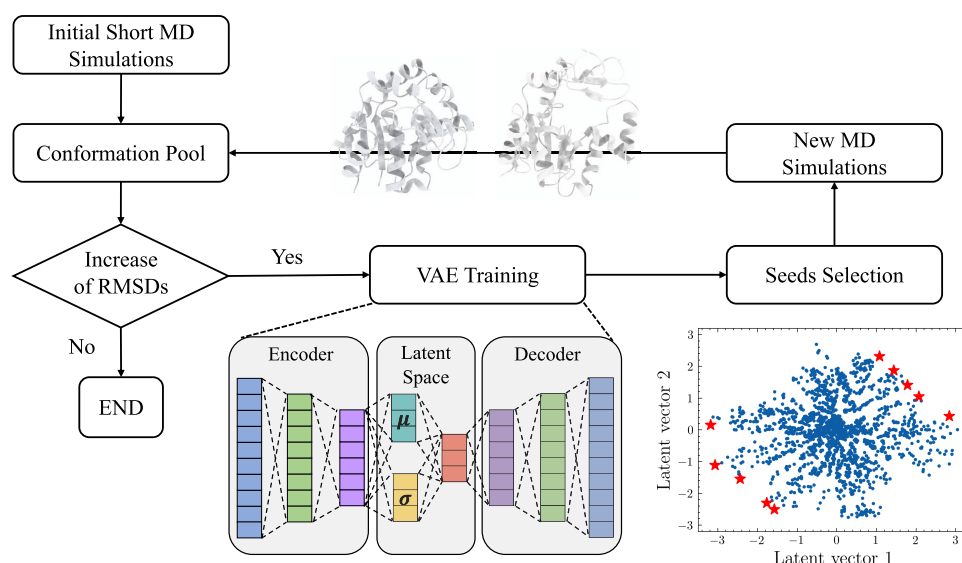 Initial Short MD
Simulations
Conformation Pool
New MD
Simulations
Increase
of RMSDs
Yes
VAE Training
Seeds Selection
No
END
Encoder
Latent
Space
Decoder
μ
σ
3
2
1
0
−1
−2
−3
Latent vector 2
−3
−2
−1
0
1
2
3
Latent vector 1